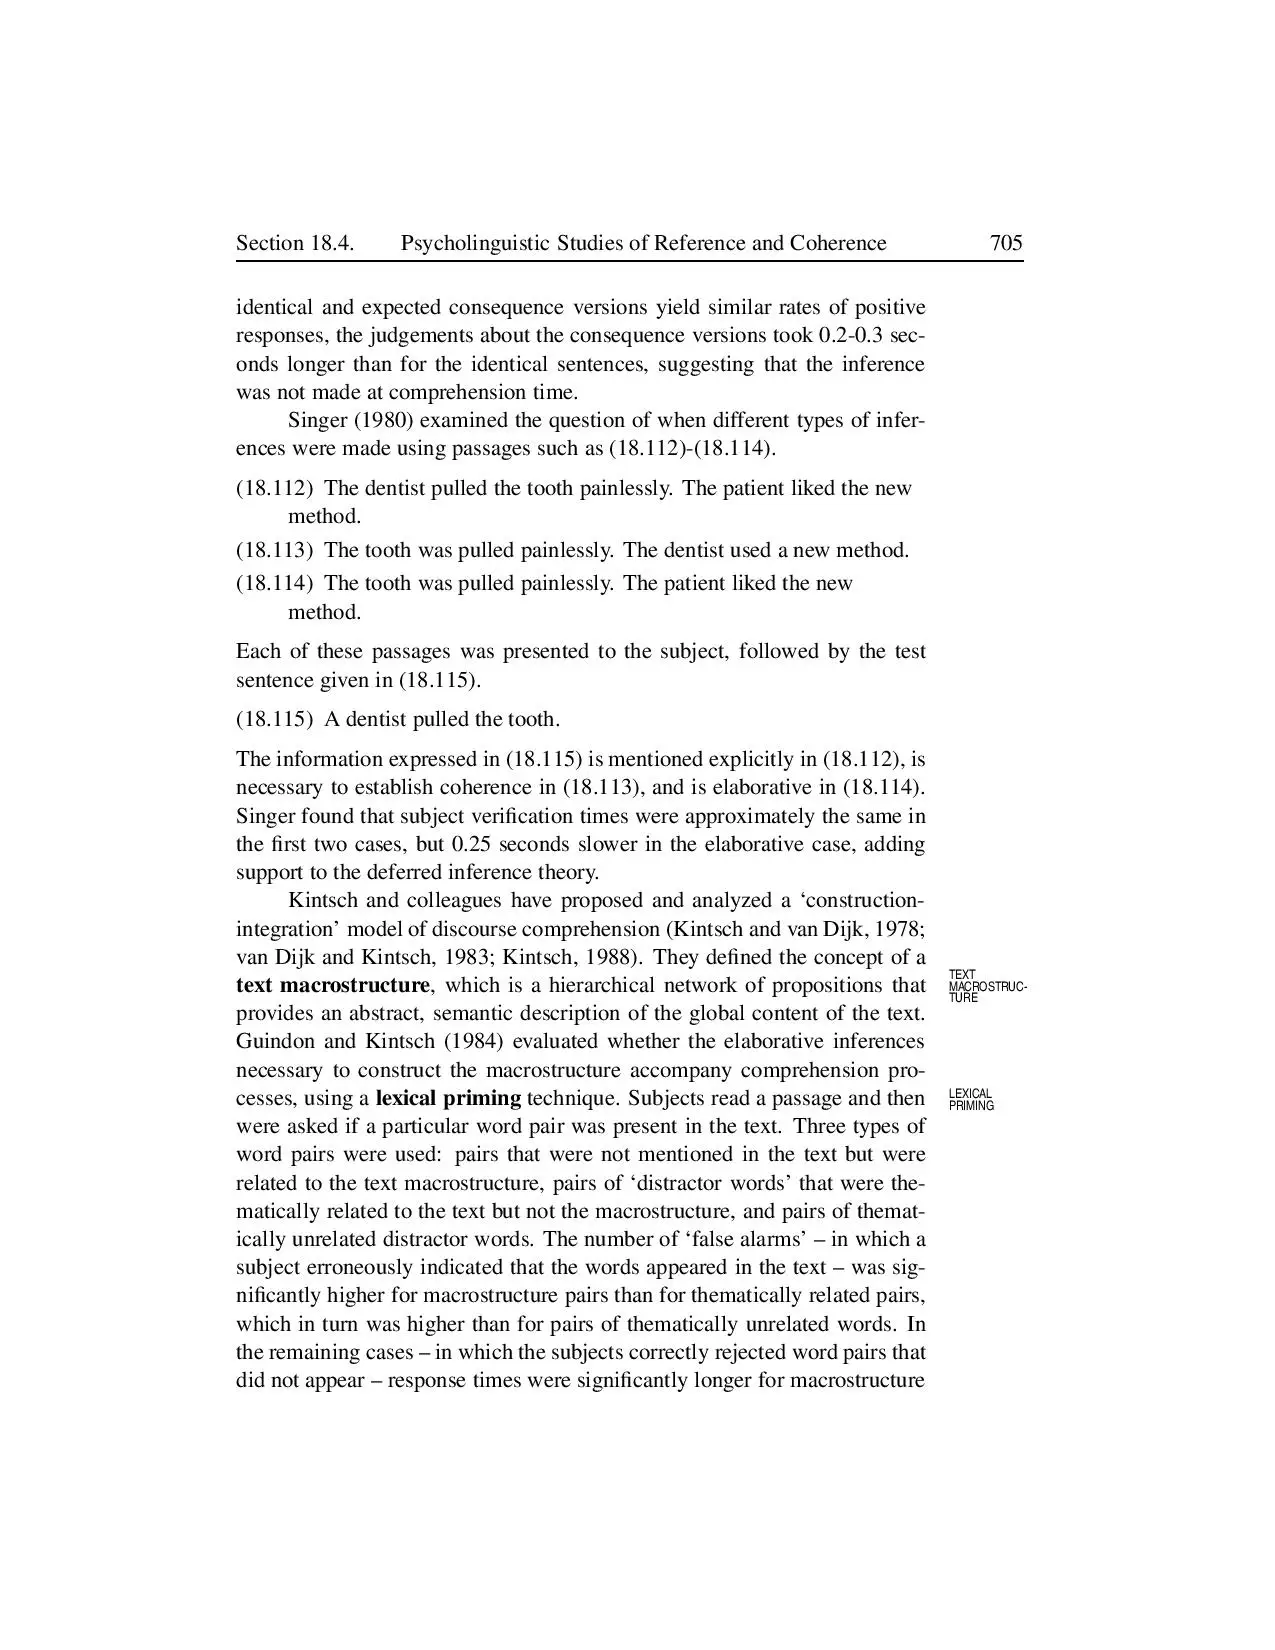 Section 18.4. Psycholinguistic Studies of Reference and Coherence 705
identical and expected consequence versions yield similar rates of positive
responses, the judgements about the consequence versions took 0.2-0.3 sec-
onds longer than for the identical sentences, suggesting that the inference
was not made at comprehension time.
Singer (1980) examined the question of when different types of infer-
ences were made using passages such as (18.112)-(18.114).
(18.112) The dentist pulled the tooth painlessly. The patient liked the new
method.
(18.113) The tooth was pulled painlessly. The dentist used a new method.
(18.114) The tooth was pulled painlessly. The patient liked the new
method.
Each of these passages was presented to the subject, followed by the test
sentence given in (18.115).
(18.115) A dentist pulled the tooth.
The information expressed in (18.115) is mentioned explicitly in (18.112), is
necessary to establish coherence in (18.113), and is elaborative in (18.114).
Singer found that subject verification times were approximately the same in
the first two cases, but 0.25 seconds slower in the elaborative case, adding
support to the deferred inference theory.
Kintsch and colleagues have proposed and analyzed a ‘construction-
integration’ model of discourse comprehension (Kintsch and van Dijk, 1978;
van Dijk and Kintsch, 1983; Kintsch, 1988). They defined the concept of a
text macrostructure, which is a hierarchical network of propositions that
provides an abstract, semantic description of the global content of the text.
Guindon and Kintsch (1984) evaluated whether the elaborative inferences
necessary to construct the macrostructure accompany comprehension pro-
cesses, using a lexical priming technique. Subjects read a passage and then
were asked if a particular word pair was present in the text. Three types of
word pairs were used: pairs that were not mentioned in the text but were
related to the text macrostructure, pairs of ‘distractor words’ that were the-
matically related to the text but not the macrostructure, and pairs of themat-
ically unrelated distractor words. The number of ‘false alarms’ – in which a
subject erroneously indicated that the words appeared in the text – was sig-
nificantly higher for macrostructure pairs than for thematically related pairs,
which in turn was higher than for pairs of thematically unrelated words. In
the remaining cases – in which the subjects correctly rejected word pairs that
did not appear – response times were significantly longer for macrostructure
TEXT
MACROSTRUC-
TURE
LEXICAL
PRIMING